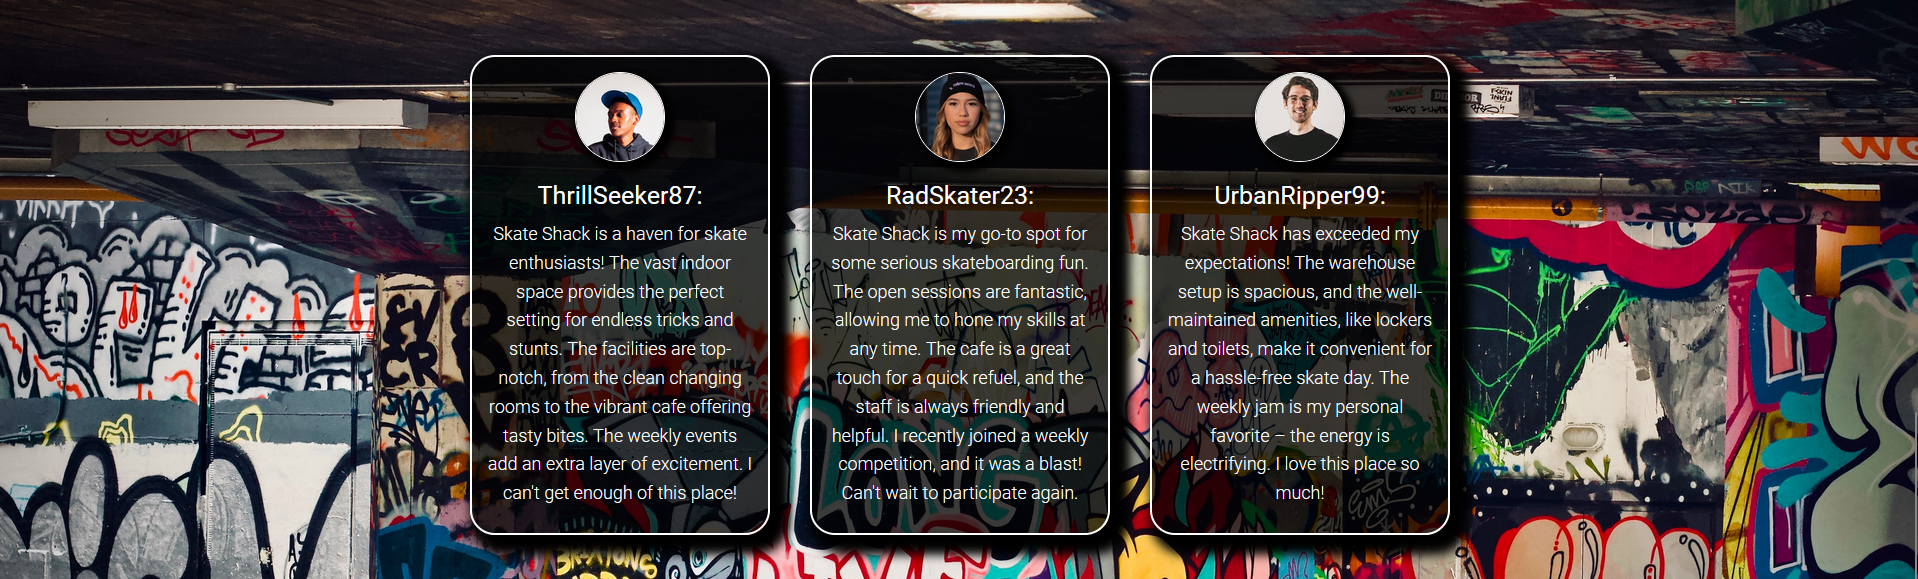 ThrillSeeker87:
Skate Shack is a haven for skate
enthusiasts! The vast indoor
space provides the perfect
setting for endless tricks and
stunts. The facilities are top-
notch, from the clean changing
rooms to the vibrant cafe offering
tasty bites. The weekly events
add an extra layer of excitement. I
can't get enough of this place!
RadSkater23:
Skate Shack is my go-to spot for
some serious skateboarding fun.
The open sessions are fantastic,
allowing me to hone my skills at
any time. The cafe is a great
touch for a quick refuel, and the
staff is always friendly and
helpful. I recently joined a weekly
competition, and it was a blast!
Can't wait to participate again.
UrbanRipper99:
Skate Shack has exceeded my
expectations! The warehouse
setup is spacious, and the well-
maintained amenities, like lockers
and toilets, make it convenient for
a hassle-free skate day. The
weekly jam is my personal
favorite – the energy is
electrifying. I love this place so
much!